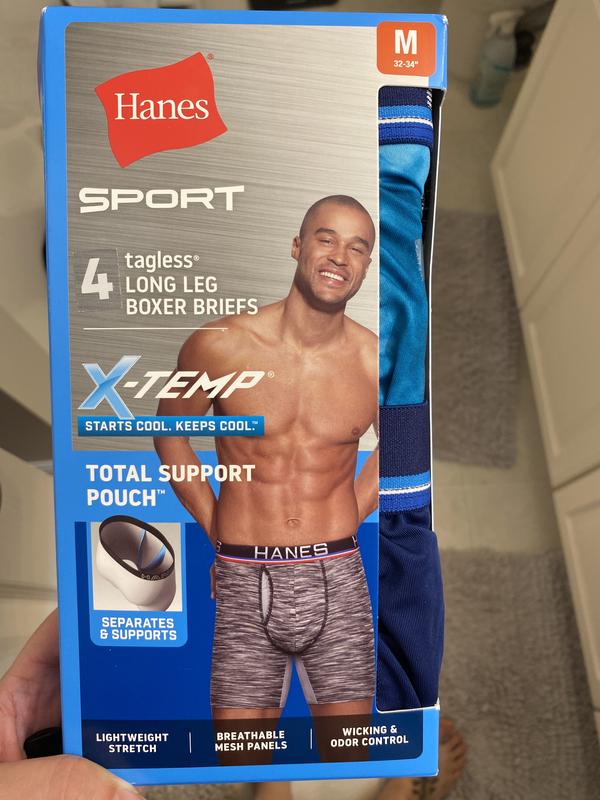 M
32-34"
Hanes®
SPORT
4 tagless®
LONG LEG
BOXER BRIEFS
X-TEMP®
STARTS COOL. KEEPS COOL.™
TOTAL SUPPORT
POUCH™
HANES
SEPARATES
& SUPPORTS
LIGHTWEIGHT
STRETCH
BREATHABLE
MESH PANELS
WICKING &
ODOR CONTROL